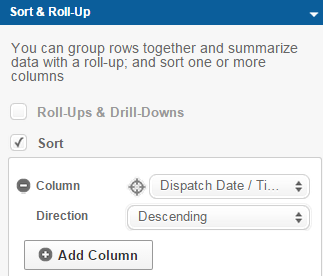 Sort & Roll-Up
You can group rows together and summarize
data with a roll-up; and sort one or more
columns
Roll-Ups & Drill-Downs
Sort
Column Dispatch Date / Ti...
Direction Descending
Add Column